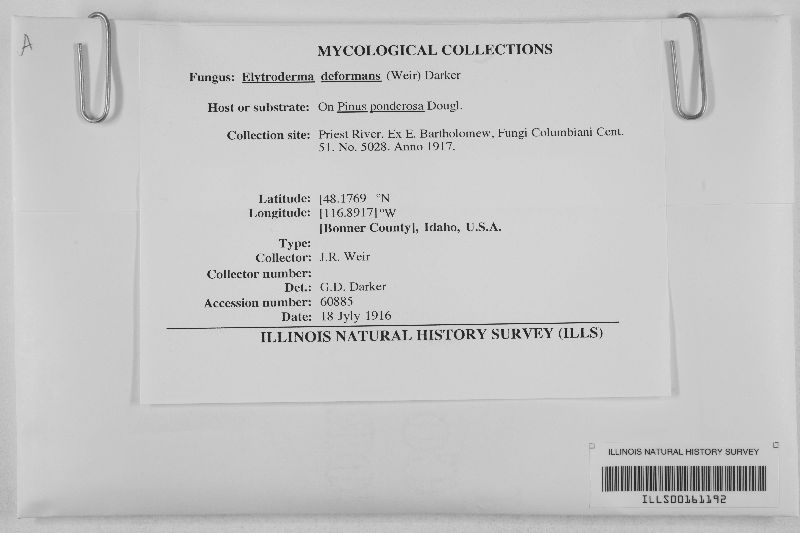 A
MYCOLOGICAL COLLECTIONS
Fungus: Elytroderma deformans (Weir) Darker
Host or substrate: On Pinus ponderosa Dougl.
Collection site: Priest River. Ex E. Bartholomew, Fungi Columbiani Cent.
51. No. 5028. Anno 1917.
Latitude: [48.1769 °N
Longitude: [116.8917]°W
[Bonner County], Idaho, U.S.A.
Type:
Collector: J.R. Weir
Collector number:
Det.: G.D. Darker
Accession number: 60885
Date: 18 Jyly 1916
ILLINOIS NATURAL HISTORY SURVEY (ILLS)
ILLINOIS NATURAL HISTORY SURVEY
ILLS00161192